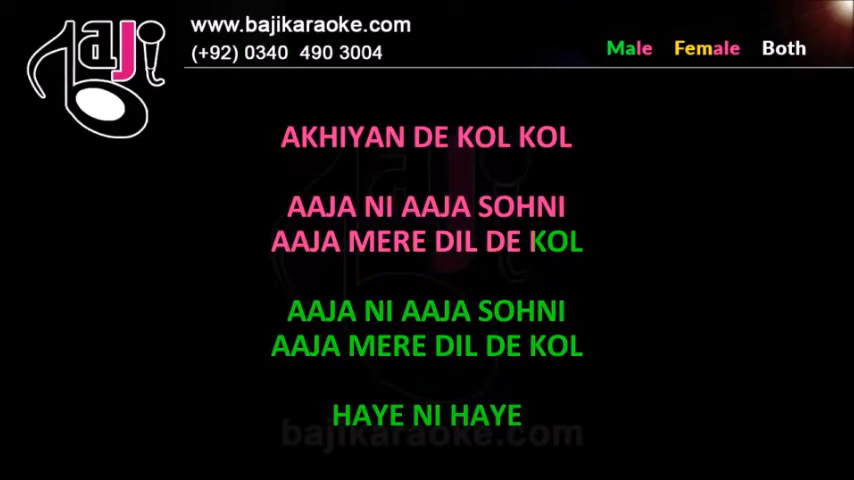 aji
www.bajikaraoke.com
(+92) 0340 490 3004
Male Female Both
AKHIYAN DE KOL KOL
AAJA NI AAJA SOHNI
AAJA MERE DIL DE KOL
AAJA NI AAJA SOHNI
AAJA MERE DIL DE KOL
HAYE NI HAYE
bajikaraoke.com